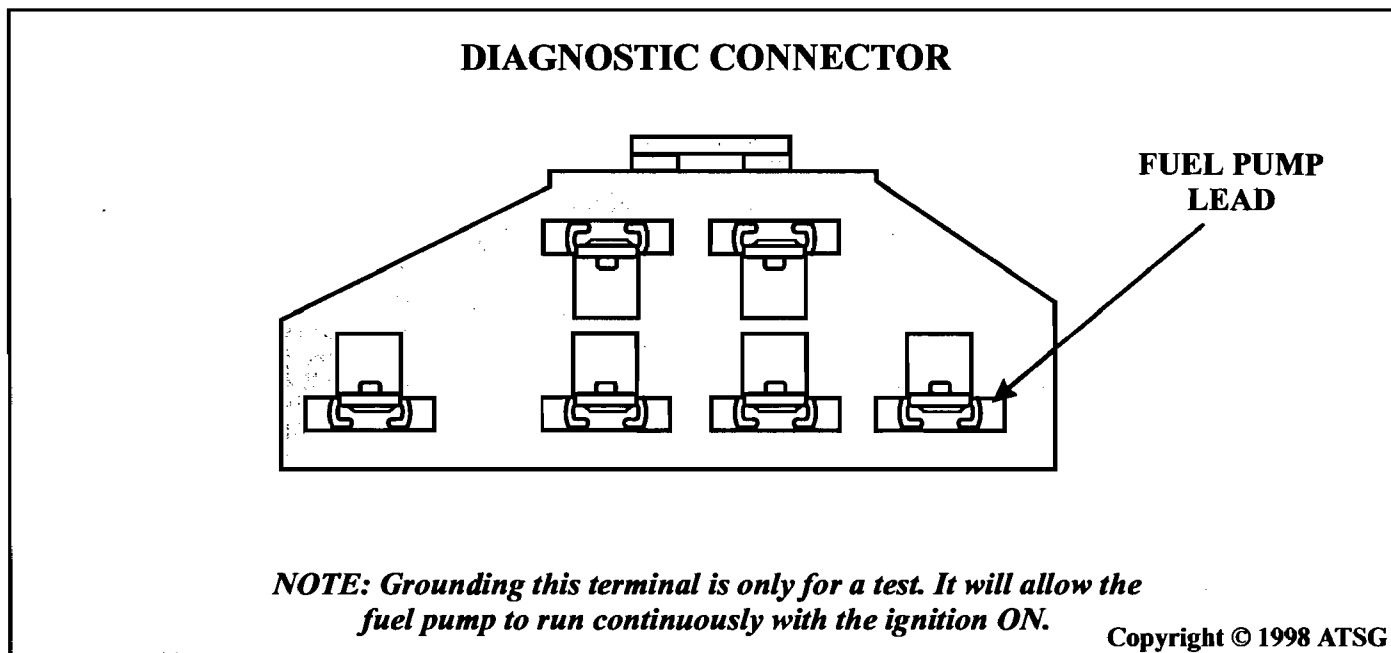 DIAGNOSTIC CONNECTOR
FUEL PUMP
LEAD
NOTE: Grounding this terminal is only for a test. It will allow the
fuel pump to run continuously with the ignition ON.
Copyright © 1998 ATSG